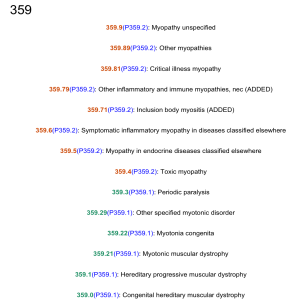 359
359.9(P359.2): Myopathy unspecified
359.89(P359.2): Other myopathies
359.81(P359.2): Critical illness myopathy
359.79(P359.2): Other inflammatory and immune myopathies, nec (ADDED)
359.71(P359.2): Inclusion body myositis (ADDED)
359.6(P359.2): Symptomatic inflammatory myopathy in diseases classified elsewhere
359.5(P359.2): Myopathy in endocrine diseases classified elsewhere
359.4(P359.2): Toxic myopathy
359.3(P359.1): Periodic paralysis
359.29(P359.1): Other specified myotonic disorder
359.22(P359.1): Myotonia congenita
359.21(P359.1): Myotonic muscular dystrophy
359.1(P359.1): Hereditary progressive muscular dystrophy
359.0(P359.1): Congenital hereditary muscular dystrophy